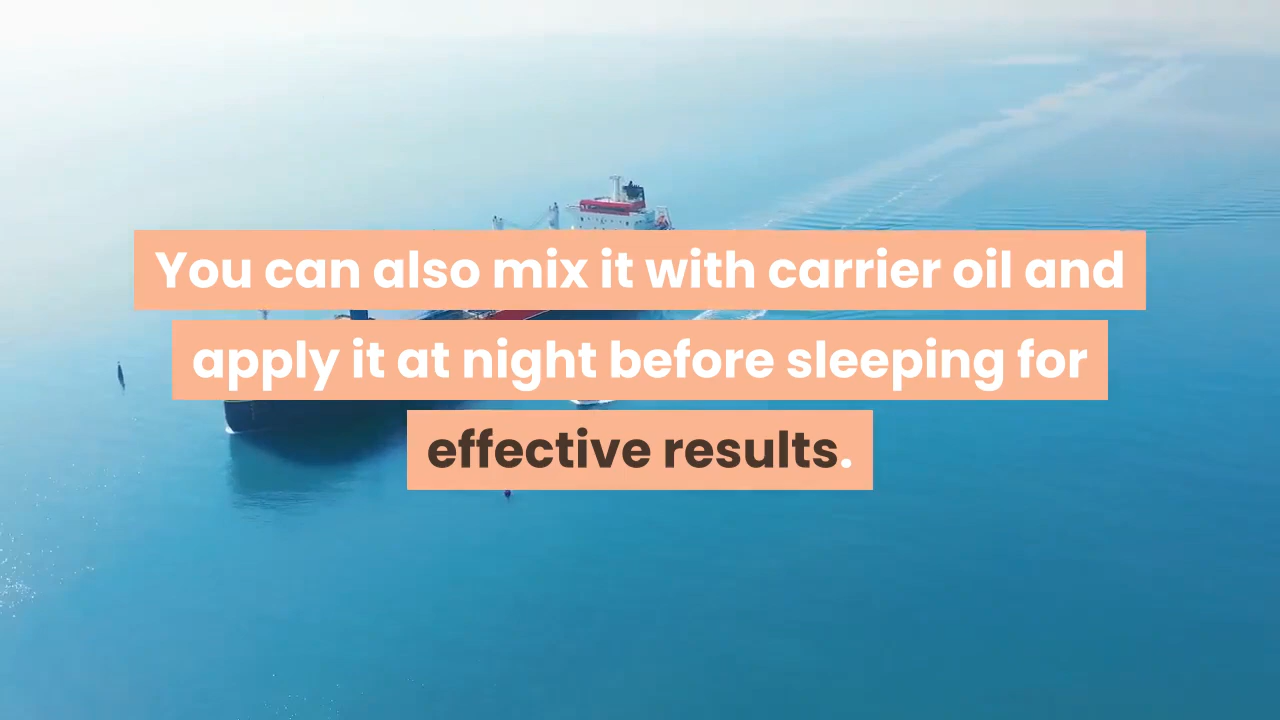 You can also mix it with carrier oil and
apply it at night before sleeping for
effective results.